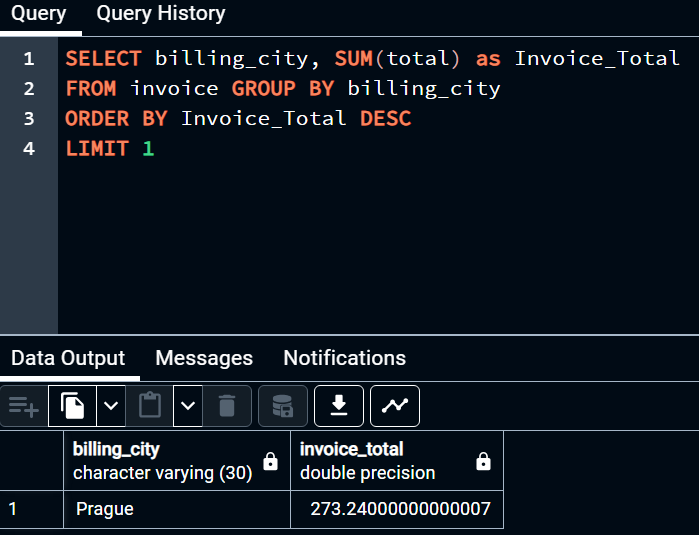 Query Query History
1 SELECT billing_city, SUM(total) as Invoice_Total
2 FROM invoice GROUP BY billing_city
3 ORDER BY Invoice_Total DESC
4 LIMIT 1
Data Output Messages Notifications
billing_city invoice_total
character varying (30) double precision
1 Prague 273.24000000000007